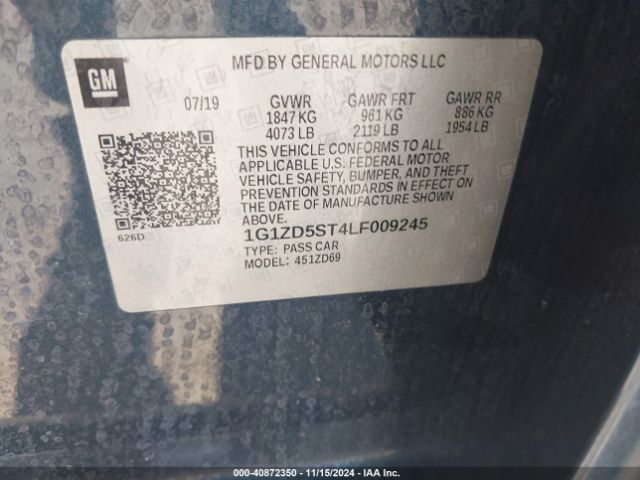 GM
MFD BY GENERAL MOTORS LLC
07/19 GVWR GAWR FRT GAWR RR
1847 KG 961 KG 886 KG
4073 LB 2119 LB 1954 LB
THIS VEHICLE CONFORMS TO ALL
APPLICABLE U.S. FEDERAL MOTOR
VEHICLE SAFETY, BUMPER, AND THEFT
PREVENTION STANDARDS IN EFFECT ON
THE DATE OF MANUFACTURE SHOWN
ABOVE.
626D
1G1ZD5ST4LF009245
TYPE: PASS CAR
MODEL: 451ZD69
40-40872350 - 11/15/2024 - IAA Inc.